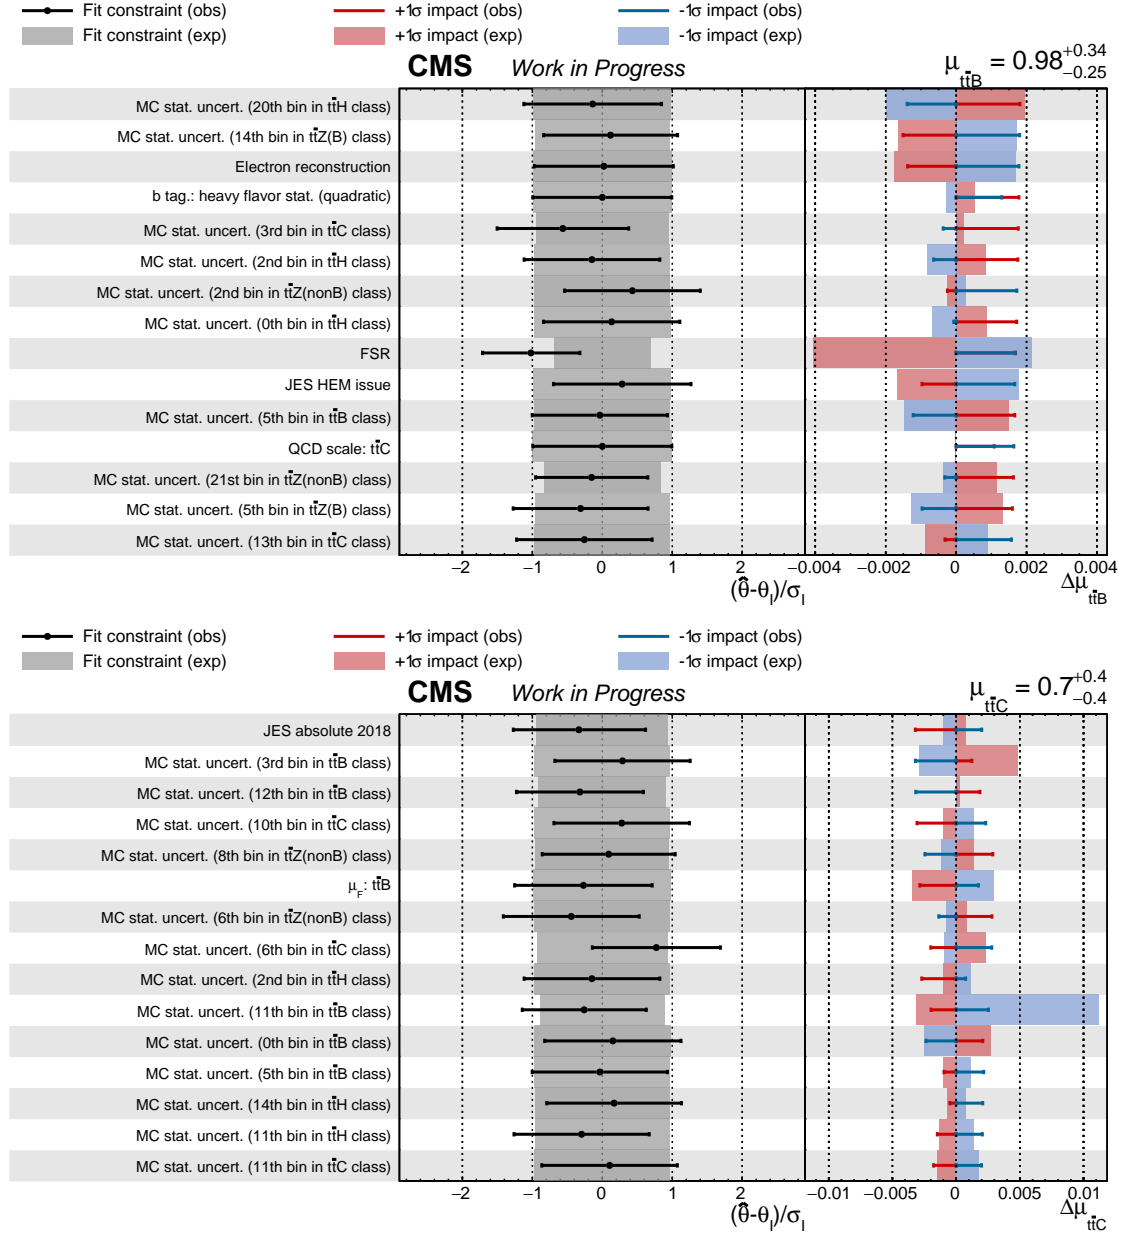 Fit constraint (obs) +1σ impact (obs) -1σ impact (obs)
Fit constraint (exp) +1σ impact (exp) -1σ impact (exp)
CMS Work in Progress μ_{tt̄B} = 0.98^{+0.34}_{−0.25}
MC stat. uncert. (20th bin in tt̄H class)
MC stat. uncert. (14th bin in tt̄Z(B) class)
Electron reconstruction
b tag.: heavy flavor stat. (quadratic)
MC stat. uncert. (3rd bin in tt̄C class)
MC stat. uncert. (2nd bin in tt̄H class)
MC stat. uncert. (2nd bin in tt̄Z(nonB) class)
MC stat. uncert. (0th bin in tt̄H class)
FSR
JES HEM issue
MC stat. uncert. (5th bin in tt̄B class)
QCD scale: tt̄C
MC stat. uncert. (21st bin in tt̄Z(nonB) class)
MC stat. uncert. (5th bin in tt̄Z(B) class)
MC stat. uncert. (13th bin in tt̄C class)
−2 −1 0 1 2 −0.004 −0.002 0 0.002 0.004
(θ̂-θ_I)/σ_I Δμ_{tt̄B}
Fit constraint (obs) +1σ impact (obs) -1σ impact (obs)
Fit constraint (exp) +1σ impact (exp) -1σ impact (exp)
CMS Work in Progress μ_{tt̄C} = 0.7^{+0.4}_{−0.4}
JES absolute 2018
MC stat. uncert. (3rd bin in tt̄B class)
MC stat. uncert. (12th bin in tt̄B class)
MC stat. uncert. (10th bin in tt̄C class)
MC stat. uncert. (8th bin in tt̄Z(nonB) class)
μ_F: tt̄B
MC stat. uncert. (6th bin in tt̄Z(nonB) class)
MC stat. uncert. (6th bin in tt̄C class)
MC stat. uncert. (2nd bin in tt̄H class)
MC stat. uncert. (11th bin in tt̄B class)
MC stat. uncert. (0th bin in tt̄B class)
MC stat. uncert. (5th bin in tt̄B class)
MC stat. uncert. (14th bin in tt̄H class)
MC stat. uncert. (11th bin in tt̄H class)
MC stat. uncert. (11th bin in tt̄C class)
−2 −1 0 1 2 −0.01 −0.005 0 0.005 0.01
(θ̂-θ_I)/σ_I Δμ_{tt̄C}